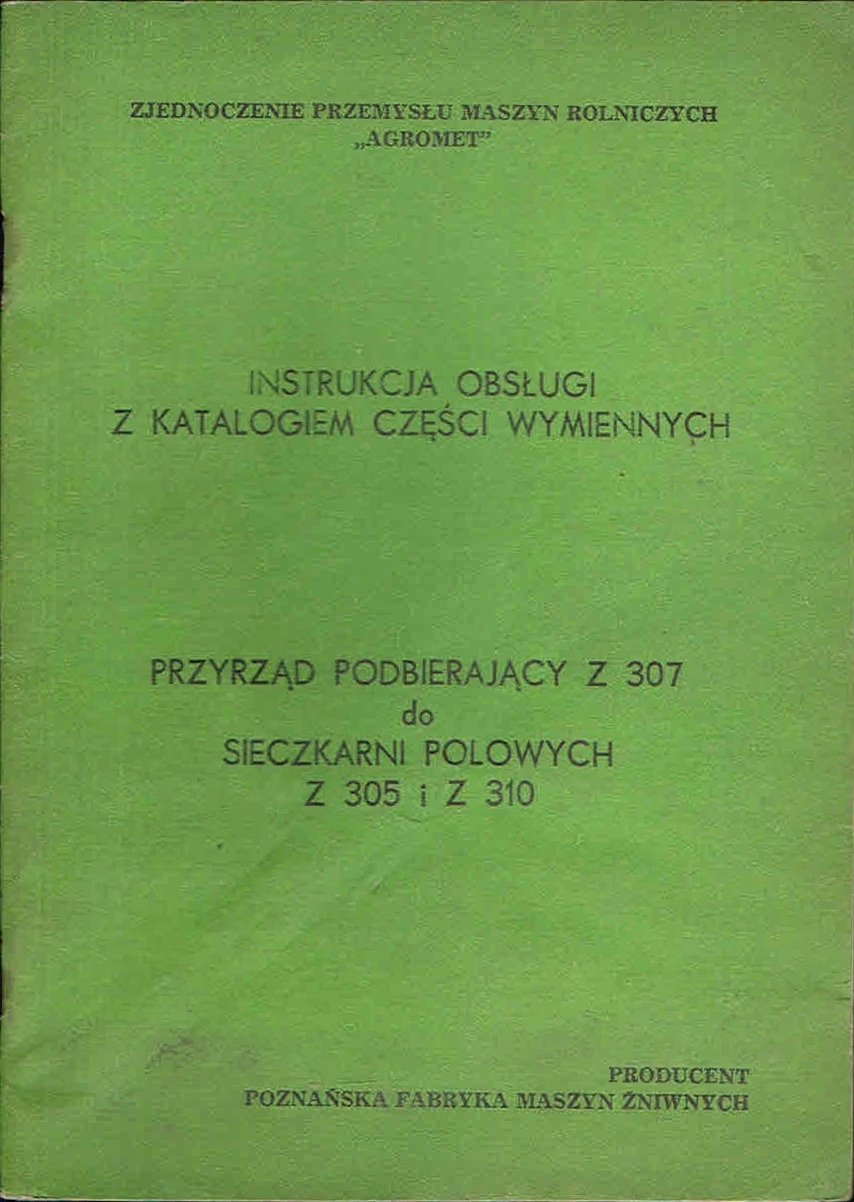 ZJEDNOCZENIE PRZEMYSŁU MASZYN ROLNICZYCH
„AGROMET”
INSTRUKCJA OBSŁUGI
Z KATALOGIEM CZĘŚCI WYMIENNYCH
PRZYRZĄD PODBIERAJĄCY Z 307
do
SIECZKARNI POLOWYCH
Z 305 i Z 310
PRODUCENT
POZNAŃSKA FABRYKA MASZYN ŻNIWNYCH